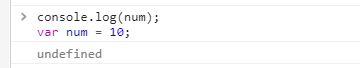 console.log(num);
var num = 10;
undefined